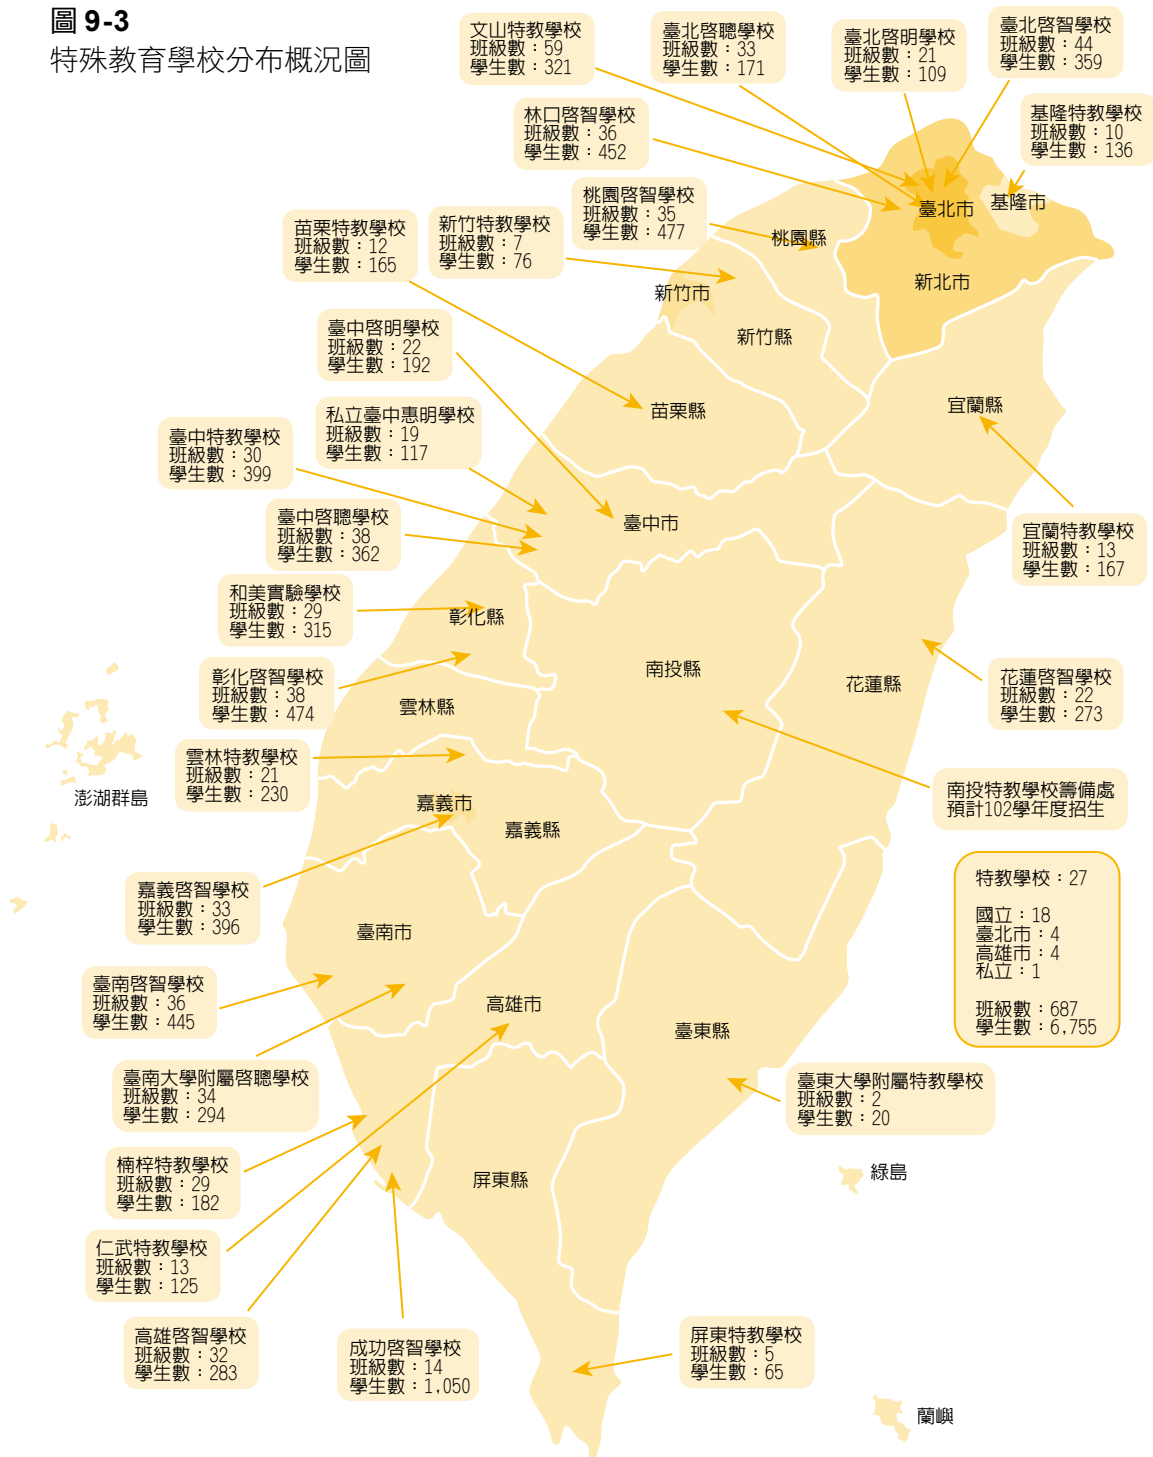 圖 9-3
特殊教育學校分布概況圖
文山特教學校
班級數：59
學生數：321
臺北啓聰學校
班級數：33
學生數：171
臺北啓明學校
班級數：21
學生數：109
臺北啓智學校
班級數：44
學生數：359
林口啓智學校
班級數：36
學生數：452
基隆特教學校
班級數：10
學生數：136
桃園啓智學校
班級數：35
學生數：477
苗栗特教學校
班級數：12
學生數：165
新竹特教學校
班級數：7
學生數：76
臺北市
基隆市
桃園縣
新北市
新竹市
新竹縣
臺中啓明學校
班級數：22
學生數：192
苗栗縣
宜蘭縣
私立臺中惠明學校
班級數：19
學生數：117
臺中特教學校
班級數：30
學生數：399
臺中啓聰學校
班級數：38
學生數：362
臺中市
宜蘭特教學校
班級數：13
學生數：167
和美實驗學校
班級數：29
學生數：315
彰化縣
彰化啓智學校
班級數：38
學生數：474
南投縣
花蓮縣
花蓮啓智學校
班級數：22
學生數：273
雲林縣
雲林特教學校
班級數：21
學生數：230
澎湖群島
嘉義市
嘉義縣
南投特教學校籌備處
預計102學年度招生
嘉義啓智學校
班級數：33
學生數：396
特教學校：27
國立：18
臺北市：4
高雄市：4
私立：1
班級數：687
學生數：6,755
臺南市
臺南啓智學校
班級數：36
學生數：445
高雄市
臺東縣
臺南大學附屬啓聰學校
班級數：34
學生數：294
臺東大學附屬特教學校
班級數：2
學生數：20
楠梓特教學校
班級數：29
學生數：182
屏東縣
綠島
仁武特教學校
班級數：13
學生數：125
高雄啓智學校
班級數：32
學生數：283
成功啓智學校
班級數：14
學生數：1,050
屏東特教學校
班級數：5
學生數：65
蘭嶼